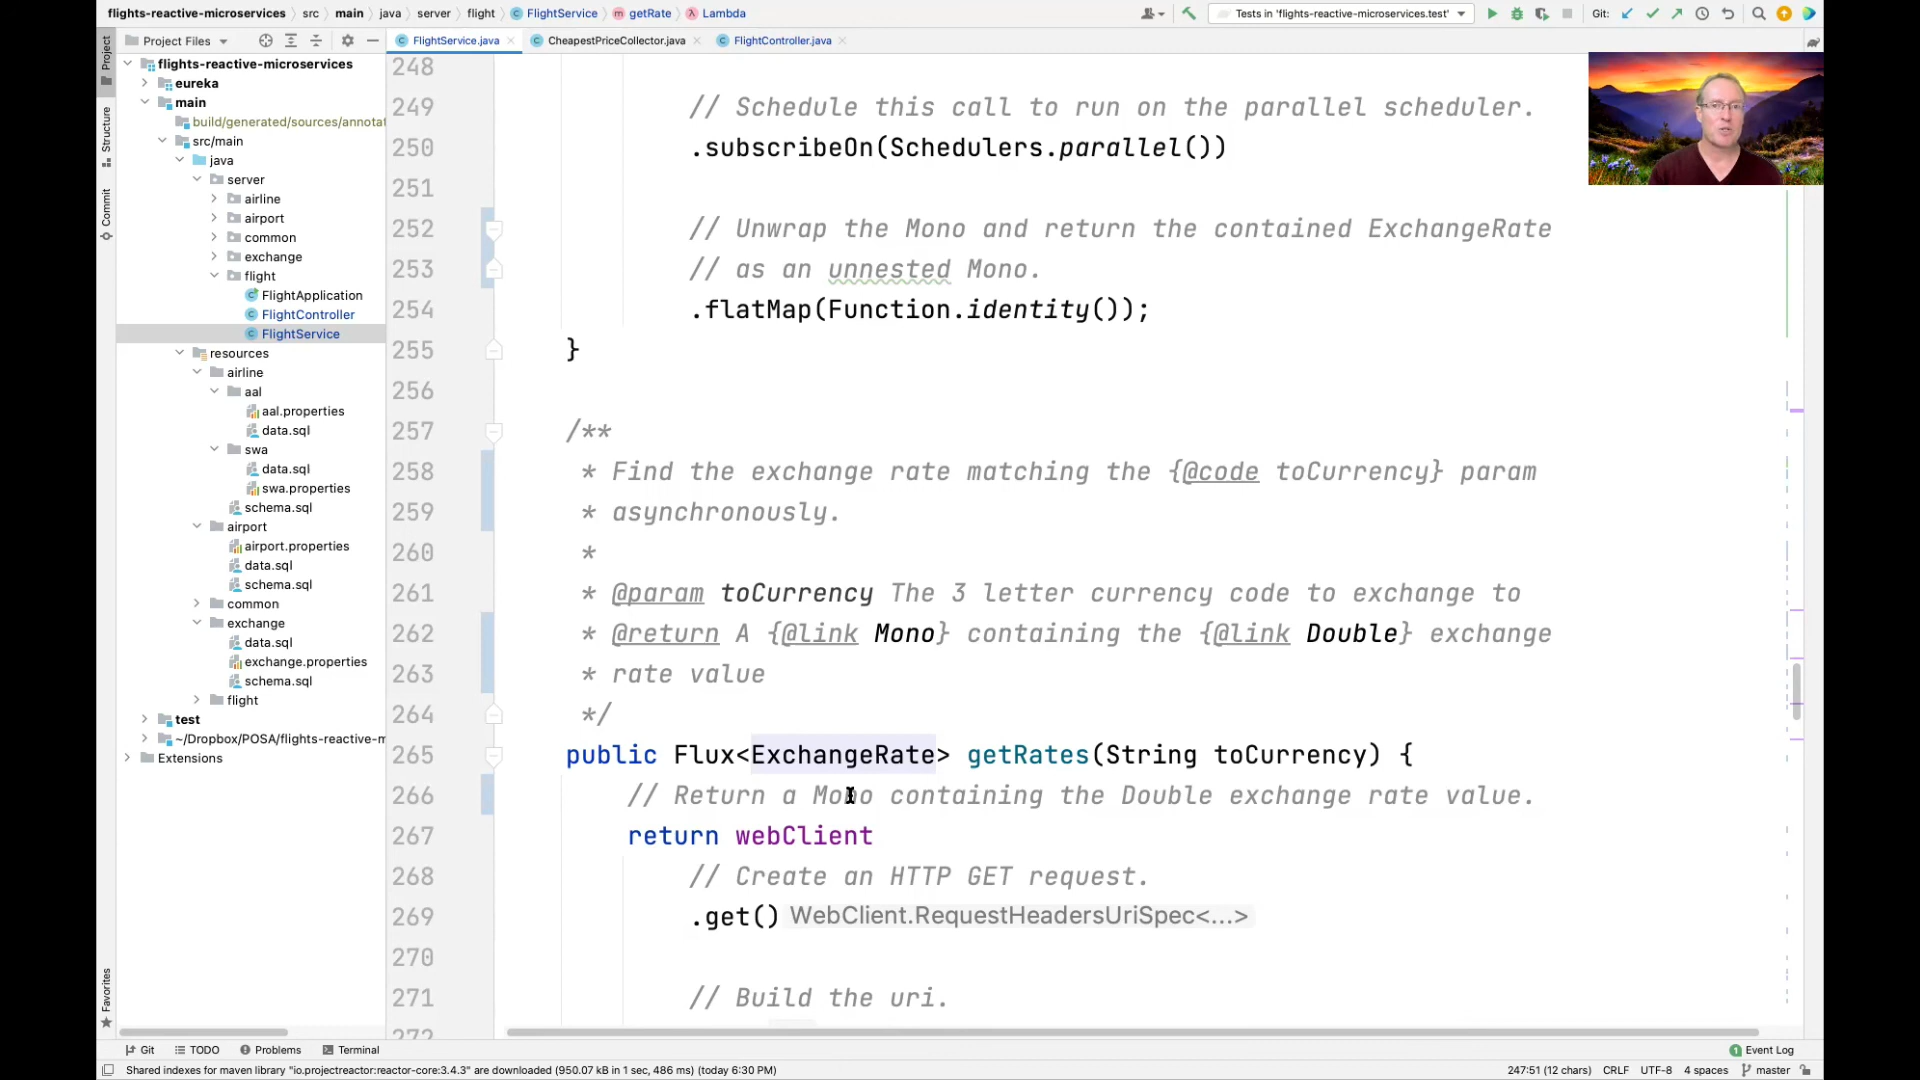 flights-reactive-microservices › src › main › java › server › flight › FlightService › getRate › Lambda
Tests in 'flights-reactive-microservices.test'
Git:
Project Files
FlightService.java
CheapestPriceCollector.java
FlightController.java
Project
Structure
Commit
Favorites
flights-reactive-microservices
eureka
main
build/generated/sources/annotat
src/main
java
server
airline
airport
common
exchange
flight
FlightApplication
FlightController
FlightService
resources
airline
aal
aal.properties
data.sql
swa
data.sql
swa.properties
schema.sql
airport
airport.properties
data.sql
schema.sql
common
exchange
data.sql
exchange.properties
schema.sql
flight
test
~/Dropbox/POSA/flights-reactive-m
Extensions
248
249 // Schedule this call to run on the parallel scheduler.
250 .subscribeOn(Schedulers.parallel())
251
252 // Unwrap the Mono and return the contained ExchangeRate
253 // as an unnested Mono.
254 .flatMap(Function.identity());
255 }
256
257 /**
258 * Find the exchange rate matching the {@code toCurrency} param
259 * asynchronously.
260 *
261 * @param toCurrency The 3 letter currency code to exchange to
262 * @return A {@link Mono} containing the {@link Double} exchange
263 * rate value
264 */
265 public Flux<ExchangeRate> getRates(String toCurrency) {
266 // Return a Mono containing the Double exchange rate value.
267 return webClient
268 // Create an HTTP GET request.
269 .get() WebClient.RequestHeadersUriSpec<...>
270
271 // Build the uri.
272
Git
TODO
Problems
Terminal
Event Log
Shared indexes for maven library "io.projectreactor:reactor-core:3.4.3" are downloaded (950.07 kB in 1 sec, 486 ms) (today 6:30 PM)
247:51 (12 chars) CRLF UTF-8 4 spaces master